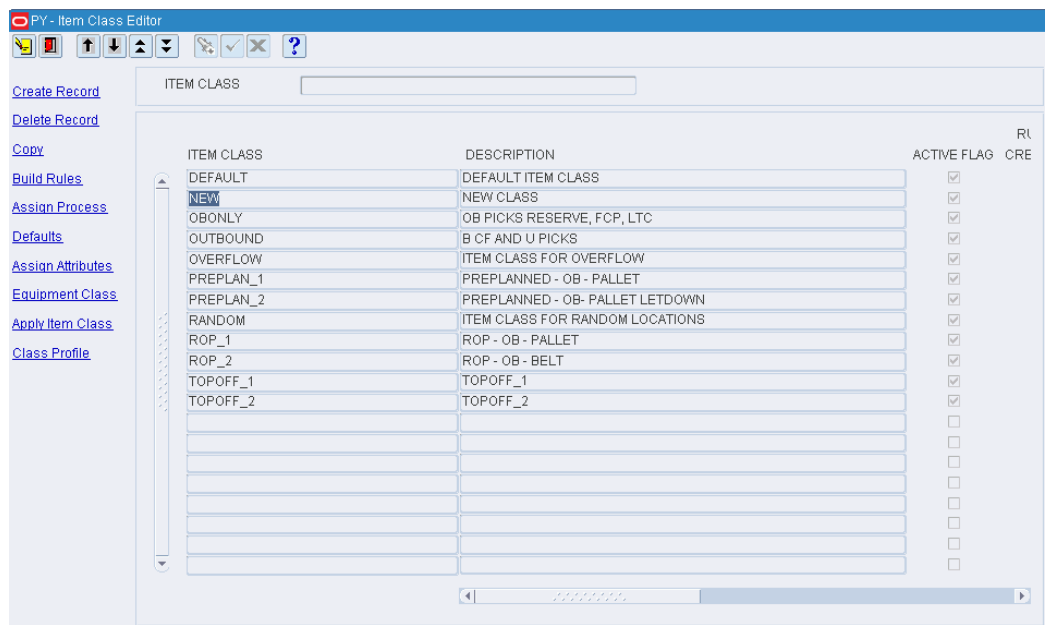 PY - Item Class Editor
ITEM CLASS
Create Record
Delete Record
Copy
Build Rules
Assign Process
Defaults
Assign Attributes
Equipment Class
Apply Item Class
Class Profile
RU
ITEM CLASS DESCRIPTION ACTIVE FLAG CRE
DEFAULT DEFAULT ITEM CLASS
NEW NEW CLASS
OBONLY OB PICKS RESERVE, FCP, LTC
OUTBOUND B CF AND U PICKS
OVERFLOW ITEM CLASS FOR OVERFLOW
PREPLAN_1 PREPLANNED - OB - PALLET
PREPLAN_2 PREPLANNED - OB- PALLET LETDOWN
RANDOM ITEM CLASS FOR RANDOM LOCATIONS
ROP_1 ROP - OB - PALLET
ROP_2 ROP - OB - BELT
TOPOFF_1 TOPOFF_1
TOPOFF_2 TOPOFF_2